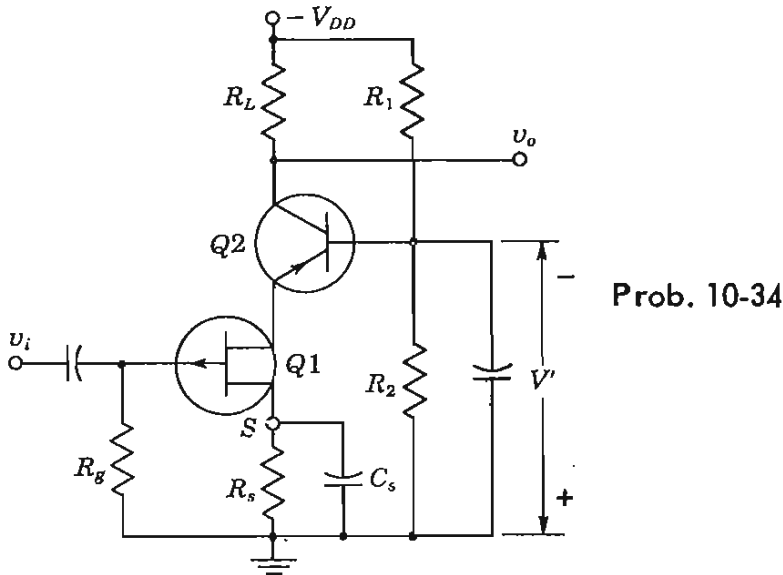 − V_DD
R_L
R_1
v_o
Q2
−
Prob. 10-34
v_i
Q1
R_2
V'
S
R_g
R_s
C_s
+